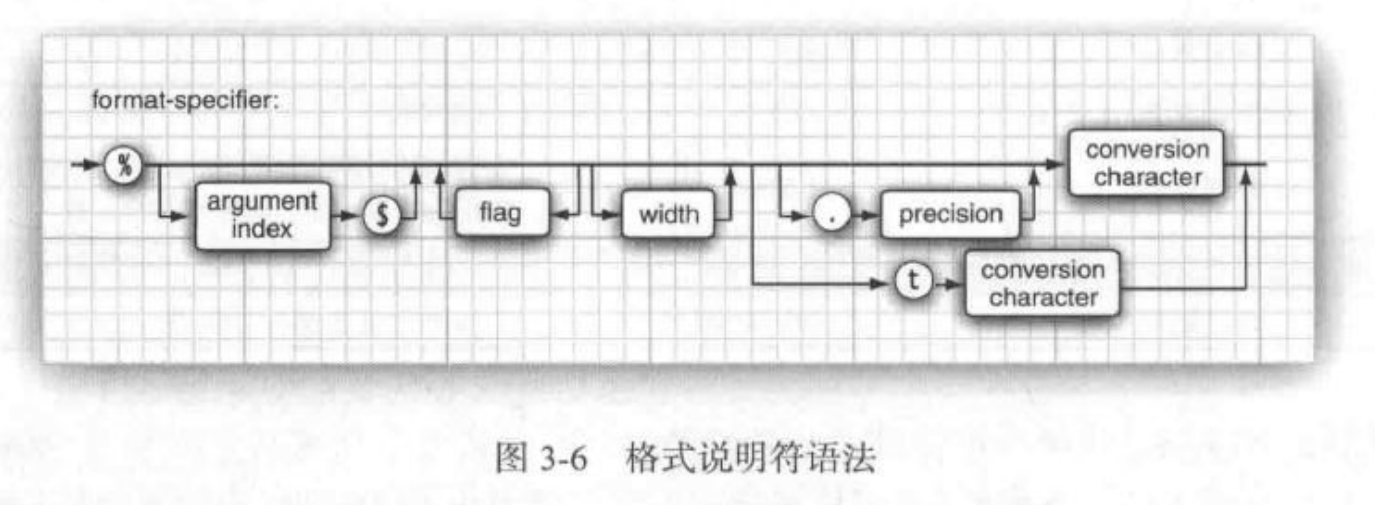 format-specifier:
%
argument
index
$
flag
width
.
precision
conversion
character
t
conversion
character
图 3-6 格式说明符语法